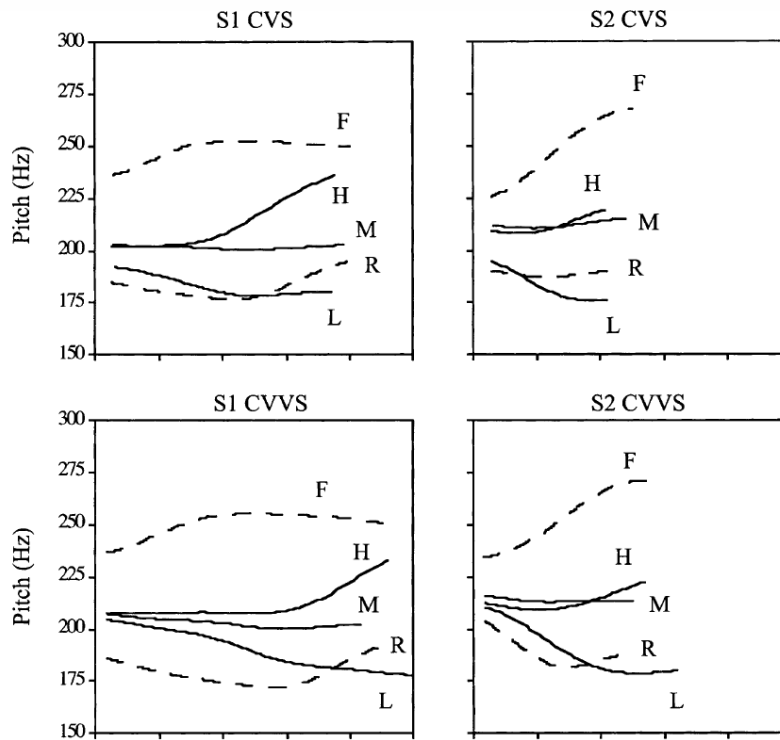 S1 CVS
300
275
250
225
200
175
150
Pitch (Hz)
F
H
M
R
L
S2 CVS
F
H
M
R
L
S1 CVVS
300
275
250
225
200
175
150
Pitch (Hz)
F
H
M
R
L
S2 CVVS
F
H
M
R
L